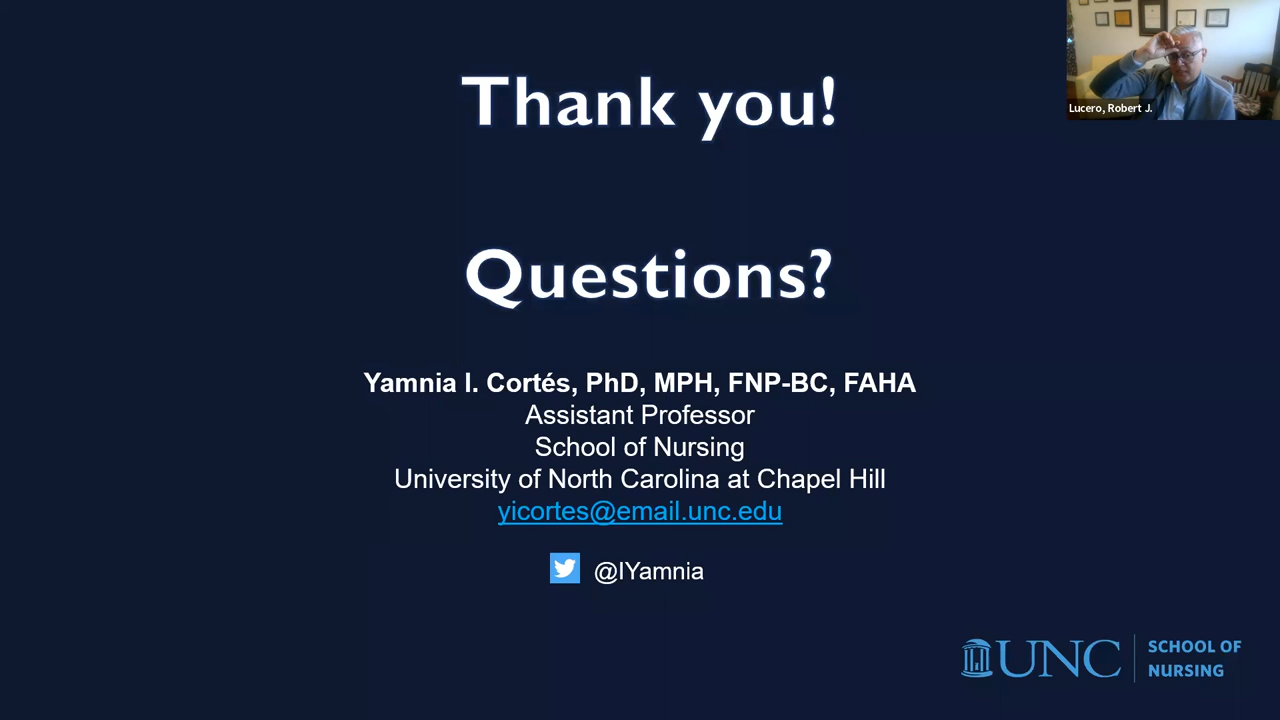 Thank you!
Lucero, Robert J.
Questions?
Yamnia I. Cortés, PhD, MPH, FNP-BC, FAHA
Assistant Professor
School of Nursing
University of North Carolina at Chapel Hill
yicortes@email.unc.edu
@IYamnia
UNC
SCHOOL OF
NURSING